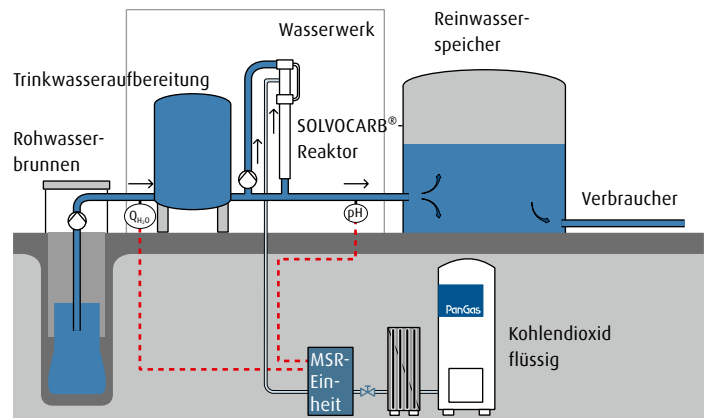 Wasserwerk
Reinwasser-
speicher
Trinkwasseraufbereitung
SOLVOCARB®-
Reaktor
Rohwasser-
brunnen
Verbraucher
QH₂O
pH
PanGas
Kohlendioxid
flüssig
MSR-
Ein-
heit